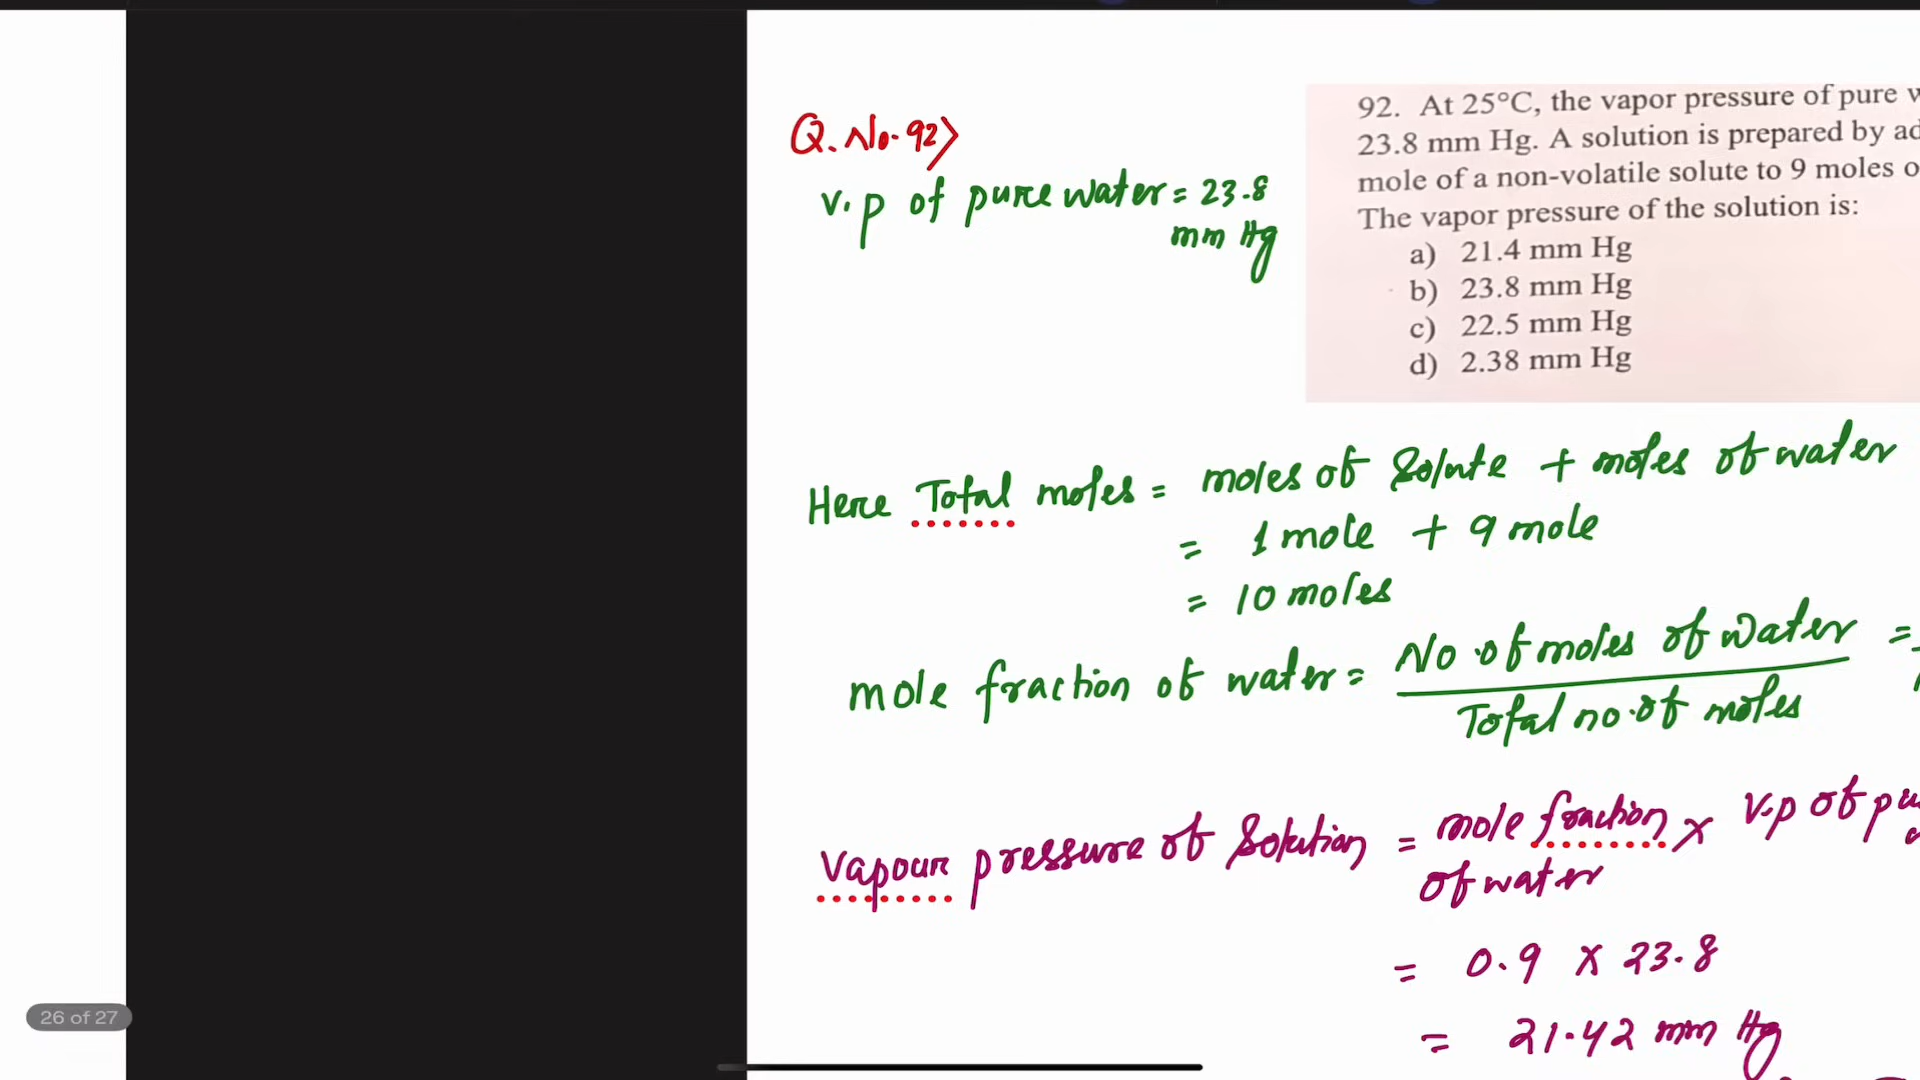 Q. No. 92>
v.p of pure water = 23.8
mm Hg
92. At 25°C, the vapor pressure of pure
23.8 mm Hg. A solution is prepared by
mole of a non-volatile solute to 9 moles
The vapor pressure of the solution is:
a) 21.4 mm Hg
b) 23.8 mm Hg
c) 22.5 mm Hg
d) 2.38 mm Hg
Here Total moles = moles of Solute + moles of water
= 1 mole + 9 mole
= 10 moles
mole fraction of water = No. of moles of Water =
Total no. of moles
Vapour pressure of Solution = mole fraction x v.p of
of water
= 0.9 x 23.8
= 21.42 mm Hg
26 of 27